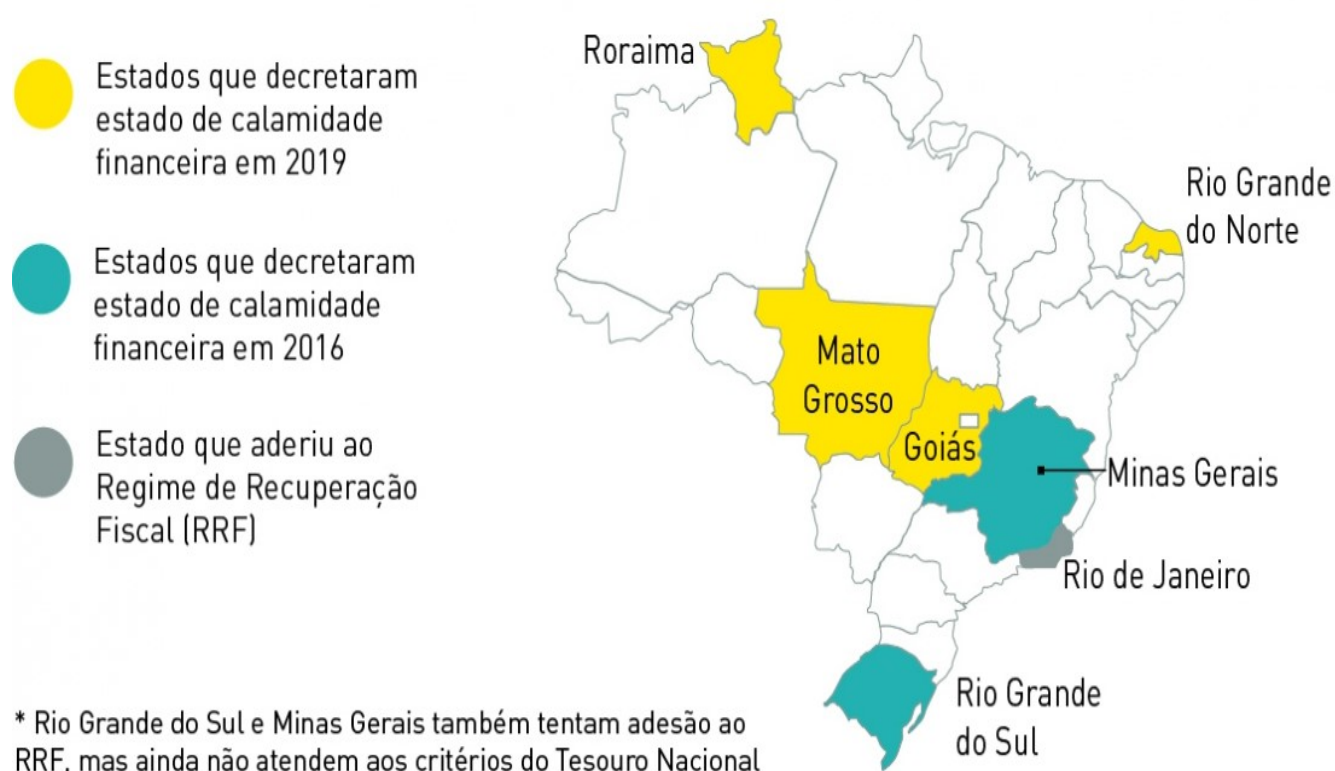 Estados que decretaram
estado de calamidade
financeira em 2019
Estados que decretaram
estado de calamidade
financeira em 2016
Estado que aderiu ao
Regime de Recuperação
Fiscal (RRF)
Roraima
Rio Grande
do Norte
Mato
Grosso
Goiás
Minas Gerais
Rio de Janeiro
Rio Grande
do Sul
* Rio Grande do Sul e Minas Gerais também tentam adesão ao
RRF, mas ainda não atendem aos critérios do Tesouro Nacional